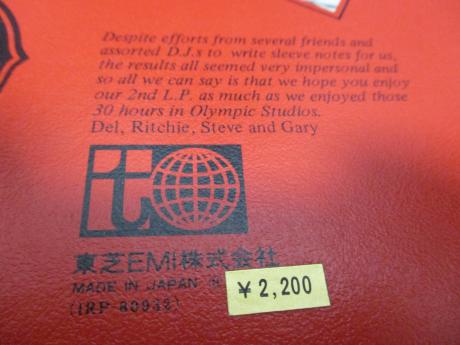 Despite efforts from several friends and
assorted D.J.s to write sleeve notes for us,
the results all seemed very impersonal and
so all we can say is that we hope you enjoy
our 2nd L.P. as much as we enjoyed those
30 hours in Olympic Studios.
Del, Ritchie, Steve and Gary
it
東芝EMI株式会社
MADE IN JAPAN
¥2,200